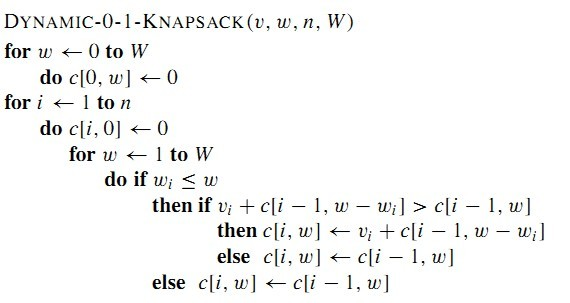 DYNAMIC-0-1-KNAPSACK(v, w, n, W)
for w ← 0 to W
do c[0, w] ← 0
for i ← 1 to n
do c[i, 0] ← 0
for w ← 1 to W
do if wᵢ ≤ w
then if vᵢ + c[i − 1, w − wᵢ] > c[i − 1, w]
then c[i, w] ← vᵢ + c[i − 1, w − wᵢ]
else c[i, w] ← c[i − 1, w]
else c[i, w] ← c[i − 1, w]